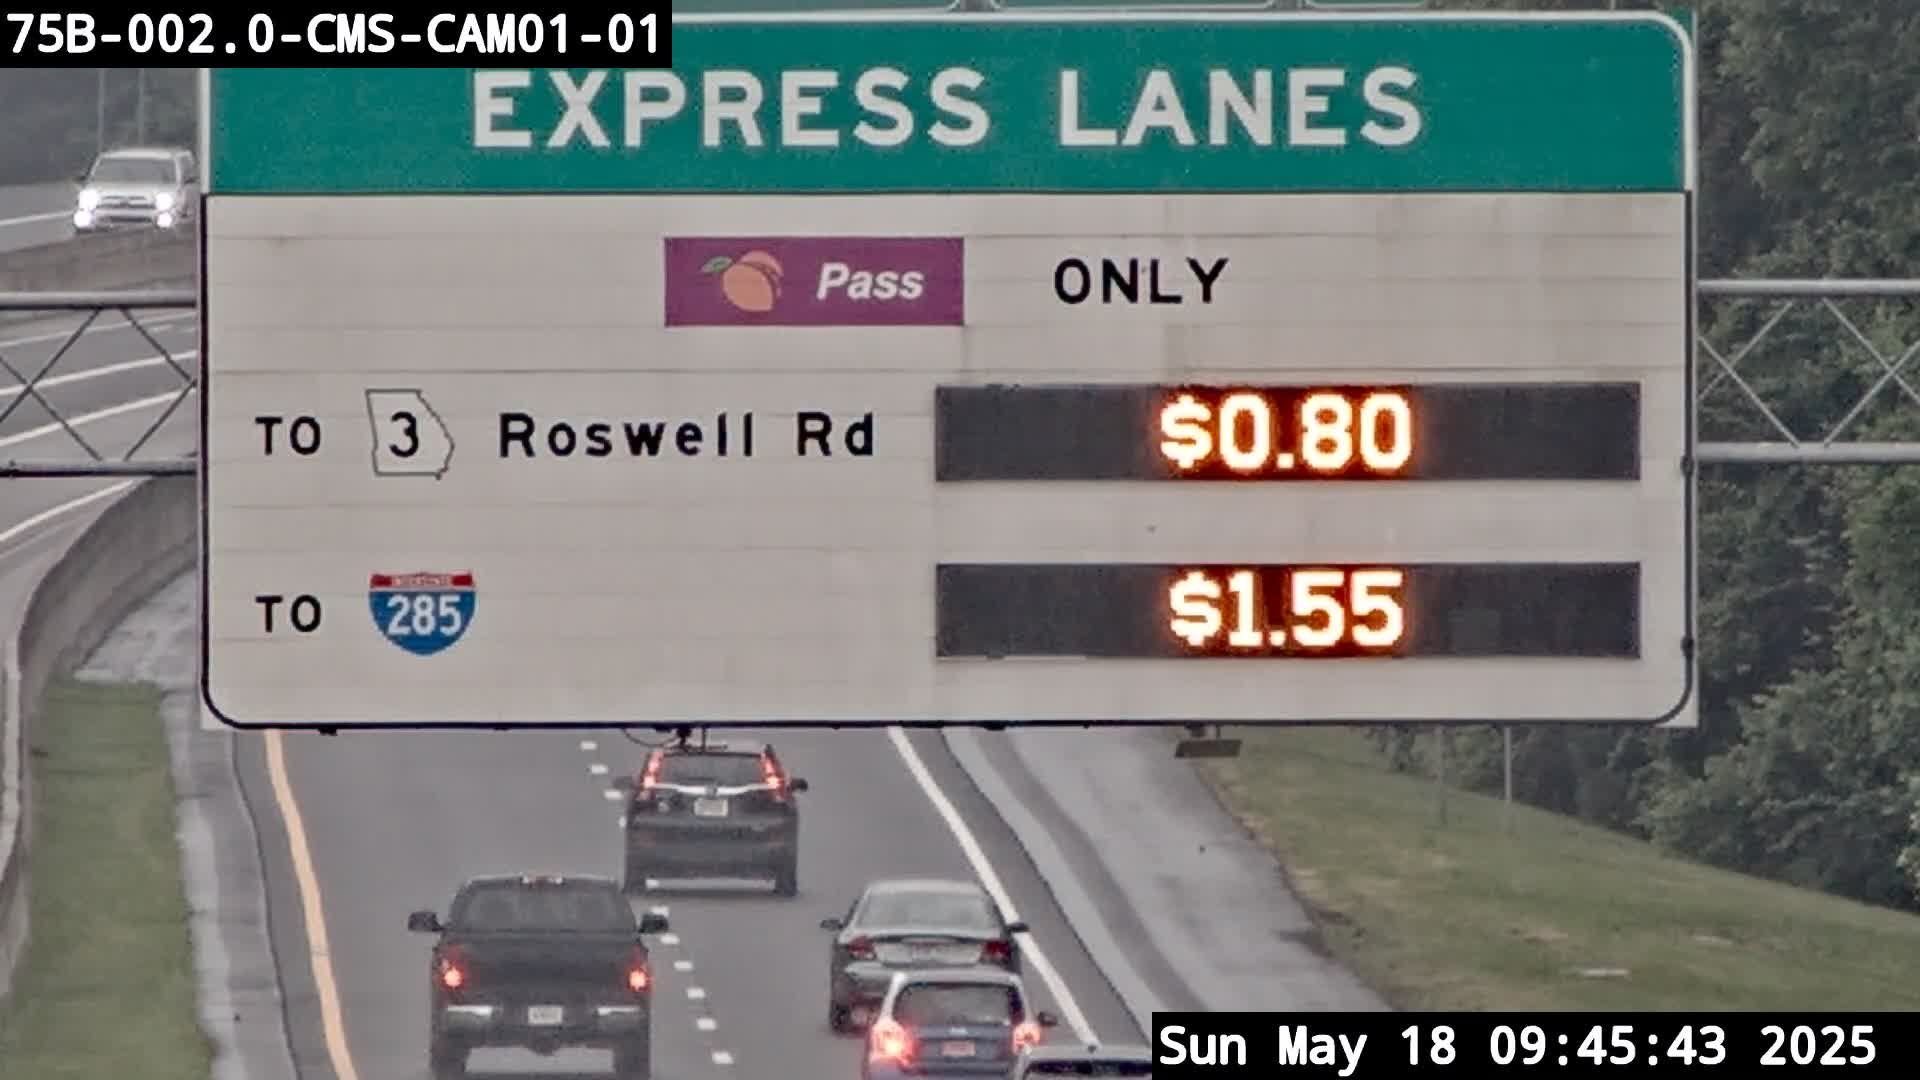 75B-002.0-CMS-CAM01-01
EXPRESS LANES
Pass ONLY
TO 3 Roswell Rd $0.80
TO INTERSTATE 285 $1.55
Sun May 18 09:45:43 2025